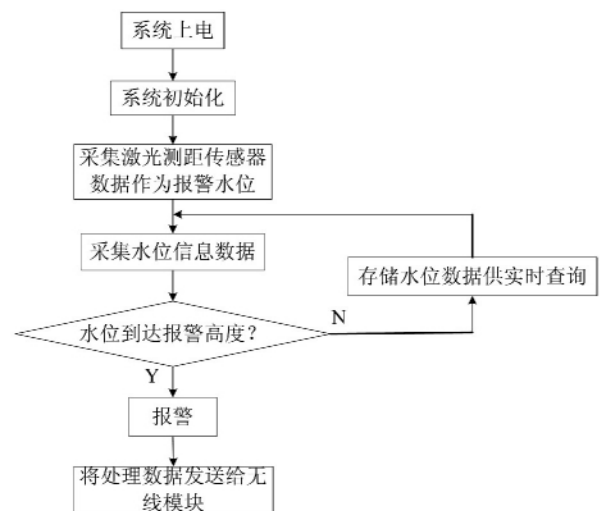 系统上电
系统初始化
采集激光测距传感器
数据作为报警水位
采集水位信息数据
存储水位数据供实时查询
水位到达报警高度？
N
Y
报警
将处理数据发送给无
线模块